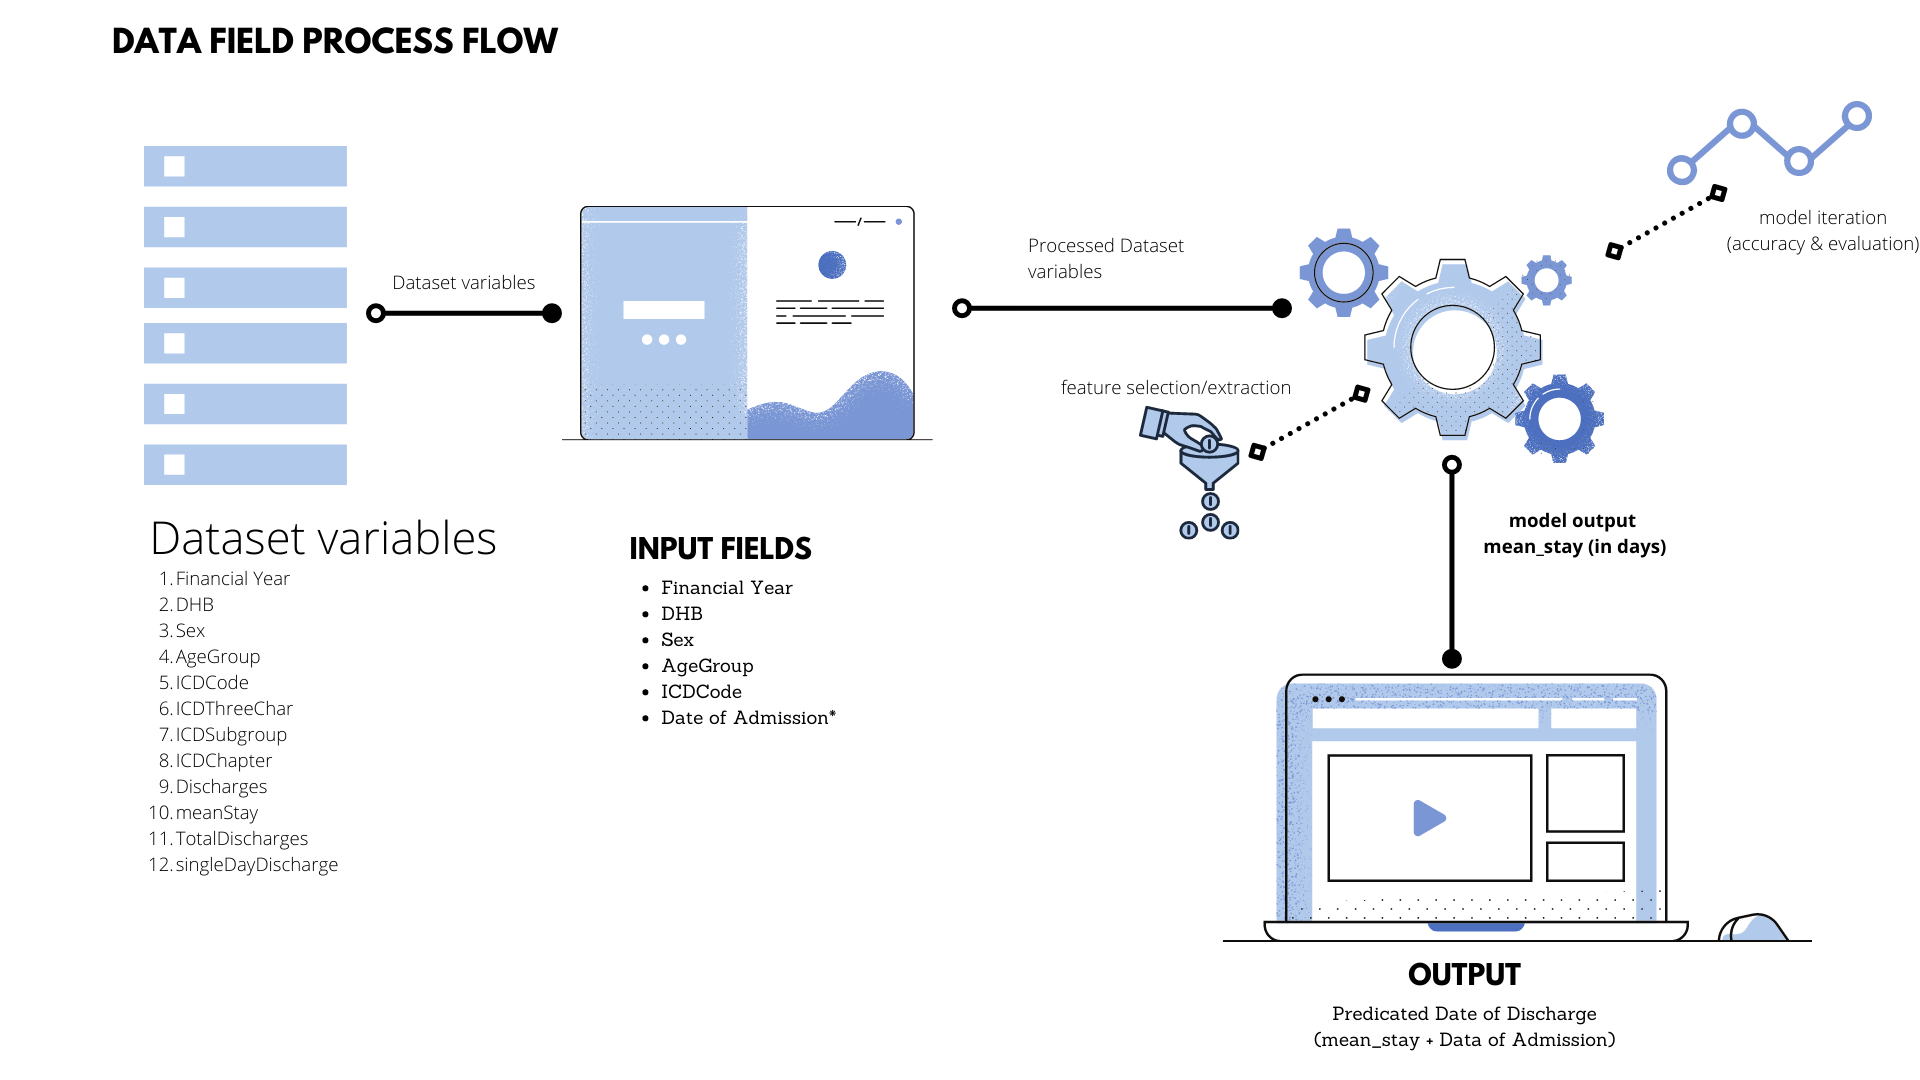 DATA FIELD PROCESS FLOW
Dataset variables
Processed Dataset
variables
model iteration
(accuracy & evaluation)
feature selection/extraction
model output
mean_stay (in days)
Dataset variables
1. Financial Year
2. DHB
3. Sex
4. AgeGroup
5. ICDCode
6. ICDThreeChar
7. ICDSubgroup
8. ICDChapter
9. Discharges
10. meanStay
11. TotalDischarges
12. singleDayDischarge
INPUT FIELDS
• Financial Year
• DHB
• Sex
• AgeGroup
• ICDCode
• Date of Admission*
OUTPUT
Predicated Date of Discharge
(mean_stay + Data of Admission)